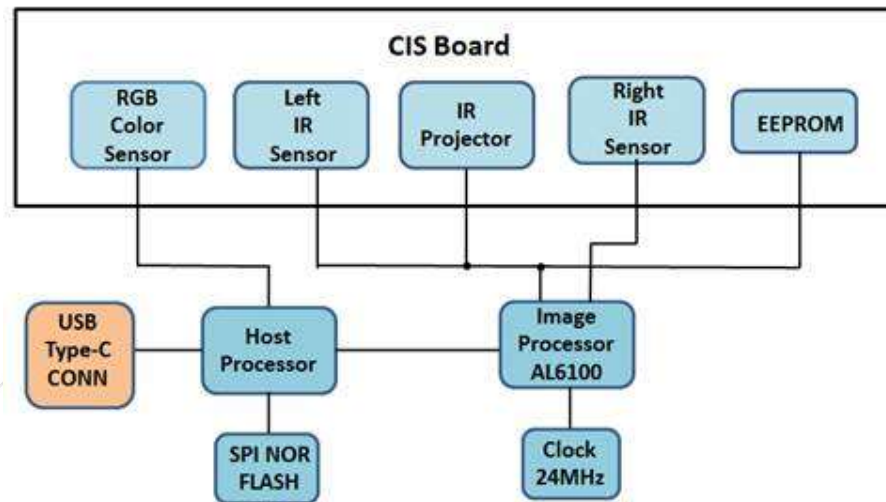 CIS Board
RGB
Color
Sensor
Left
IR
Sensor
IR
Projector
Right
IR
Sensor
EEPROM
USB
Type-C
CONN
Host
Processor
Image
Processor
AL6100
SPI NOR
FLASH
Clock
24MHz